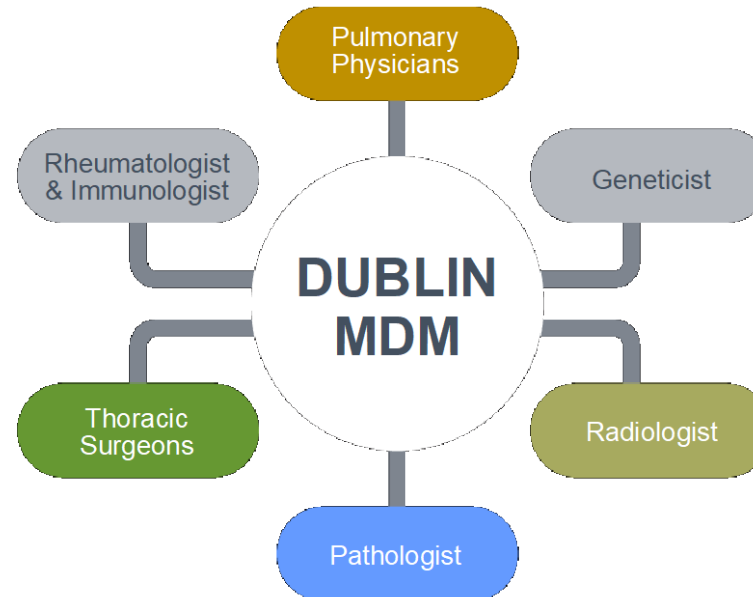 Pulmonary
Physicians
Rheumatologist
& Immunologist
Geneticist
DUBLIN
MDM
Thoracic
Surgeons
Radiologist
Pathologist